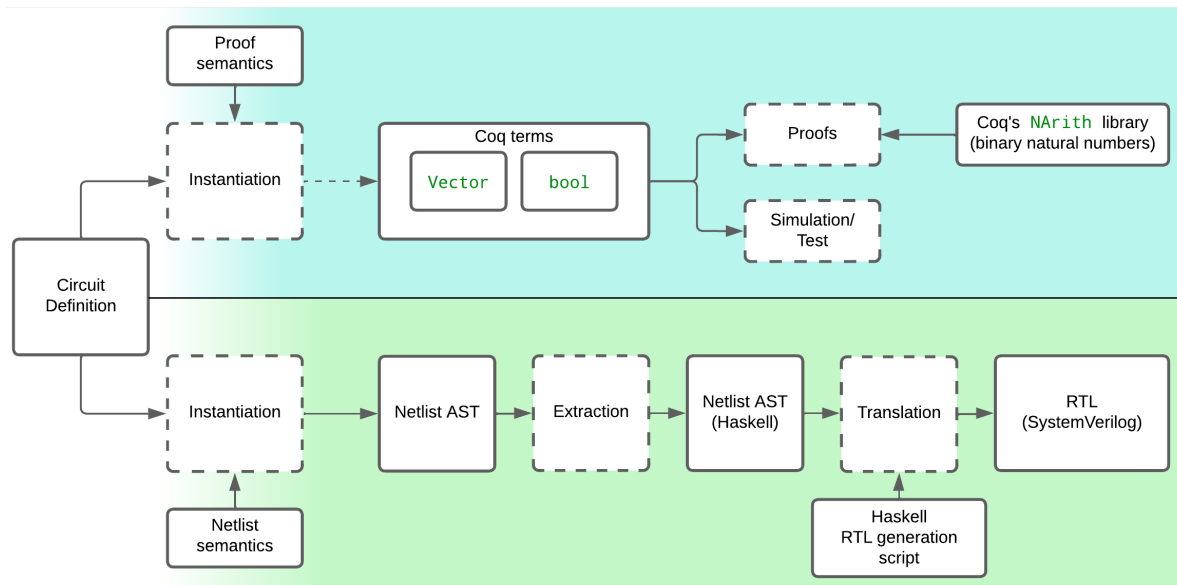 Proof
semantics
Instantiation
Coq terms
Vector
bool
Proofs
Coq's NArith library
(binary natural numbers)
Simulation/
Test
Circuit
Definition
Instantiation
Netlist AST
Extraction
Netlist AST
(Haskell)
Translation
RTL
(SystemVerilog)
Netlist
semantics
Haskell
RTL generation
script